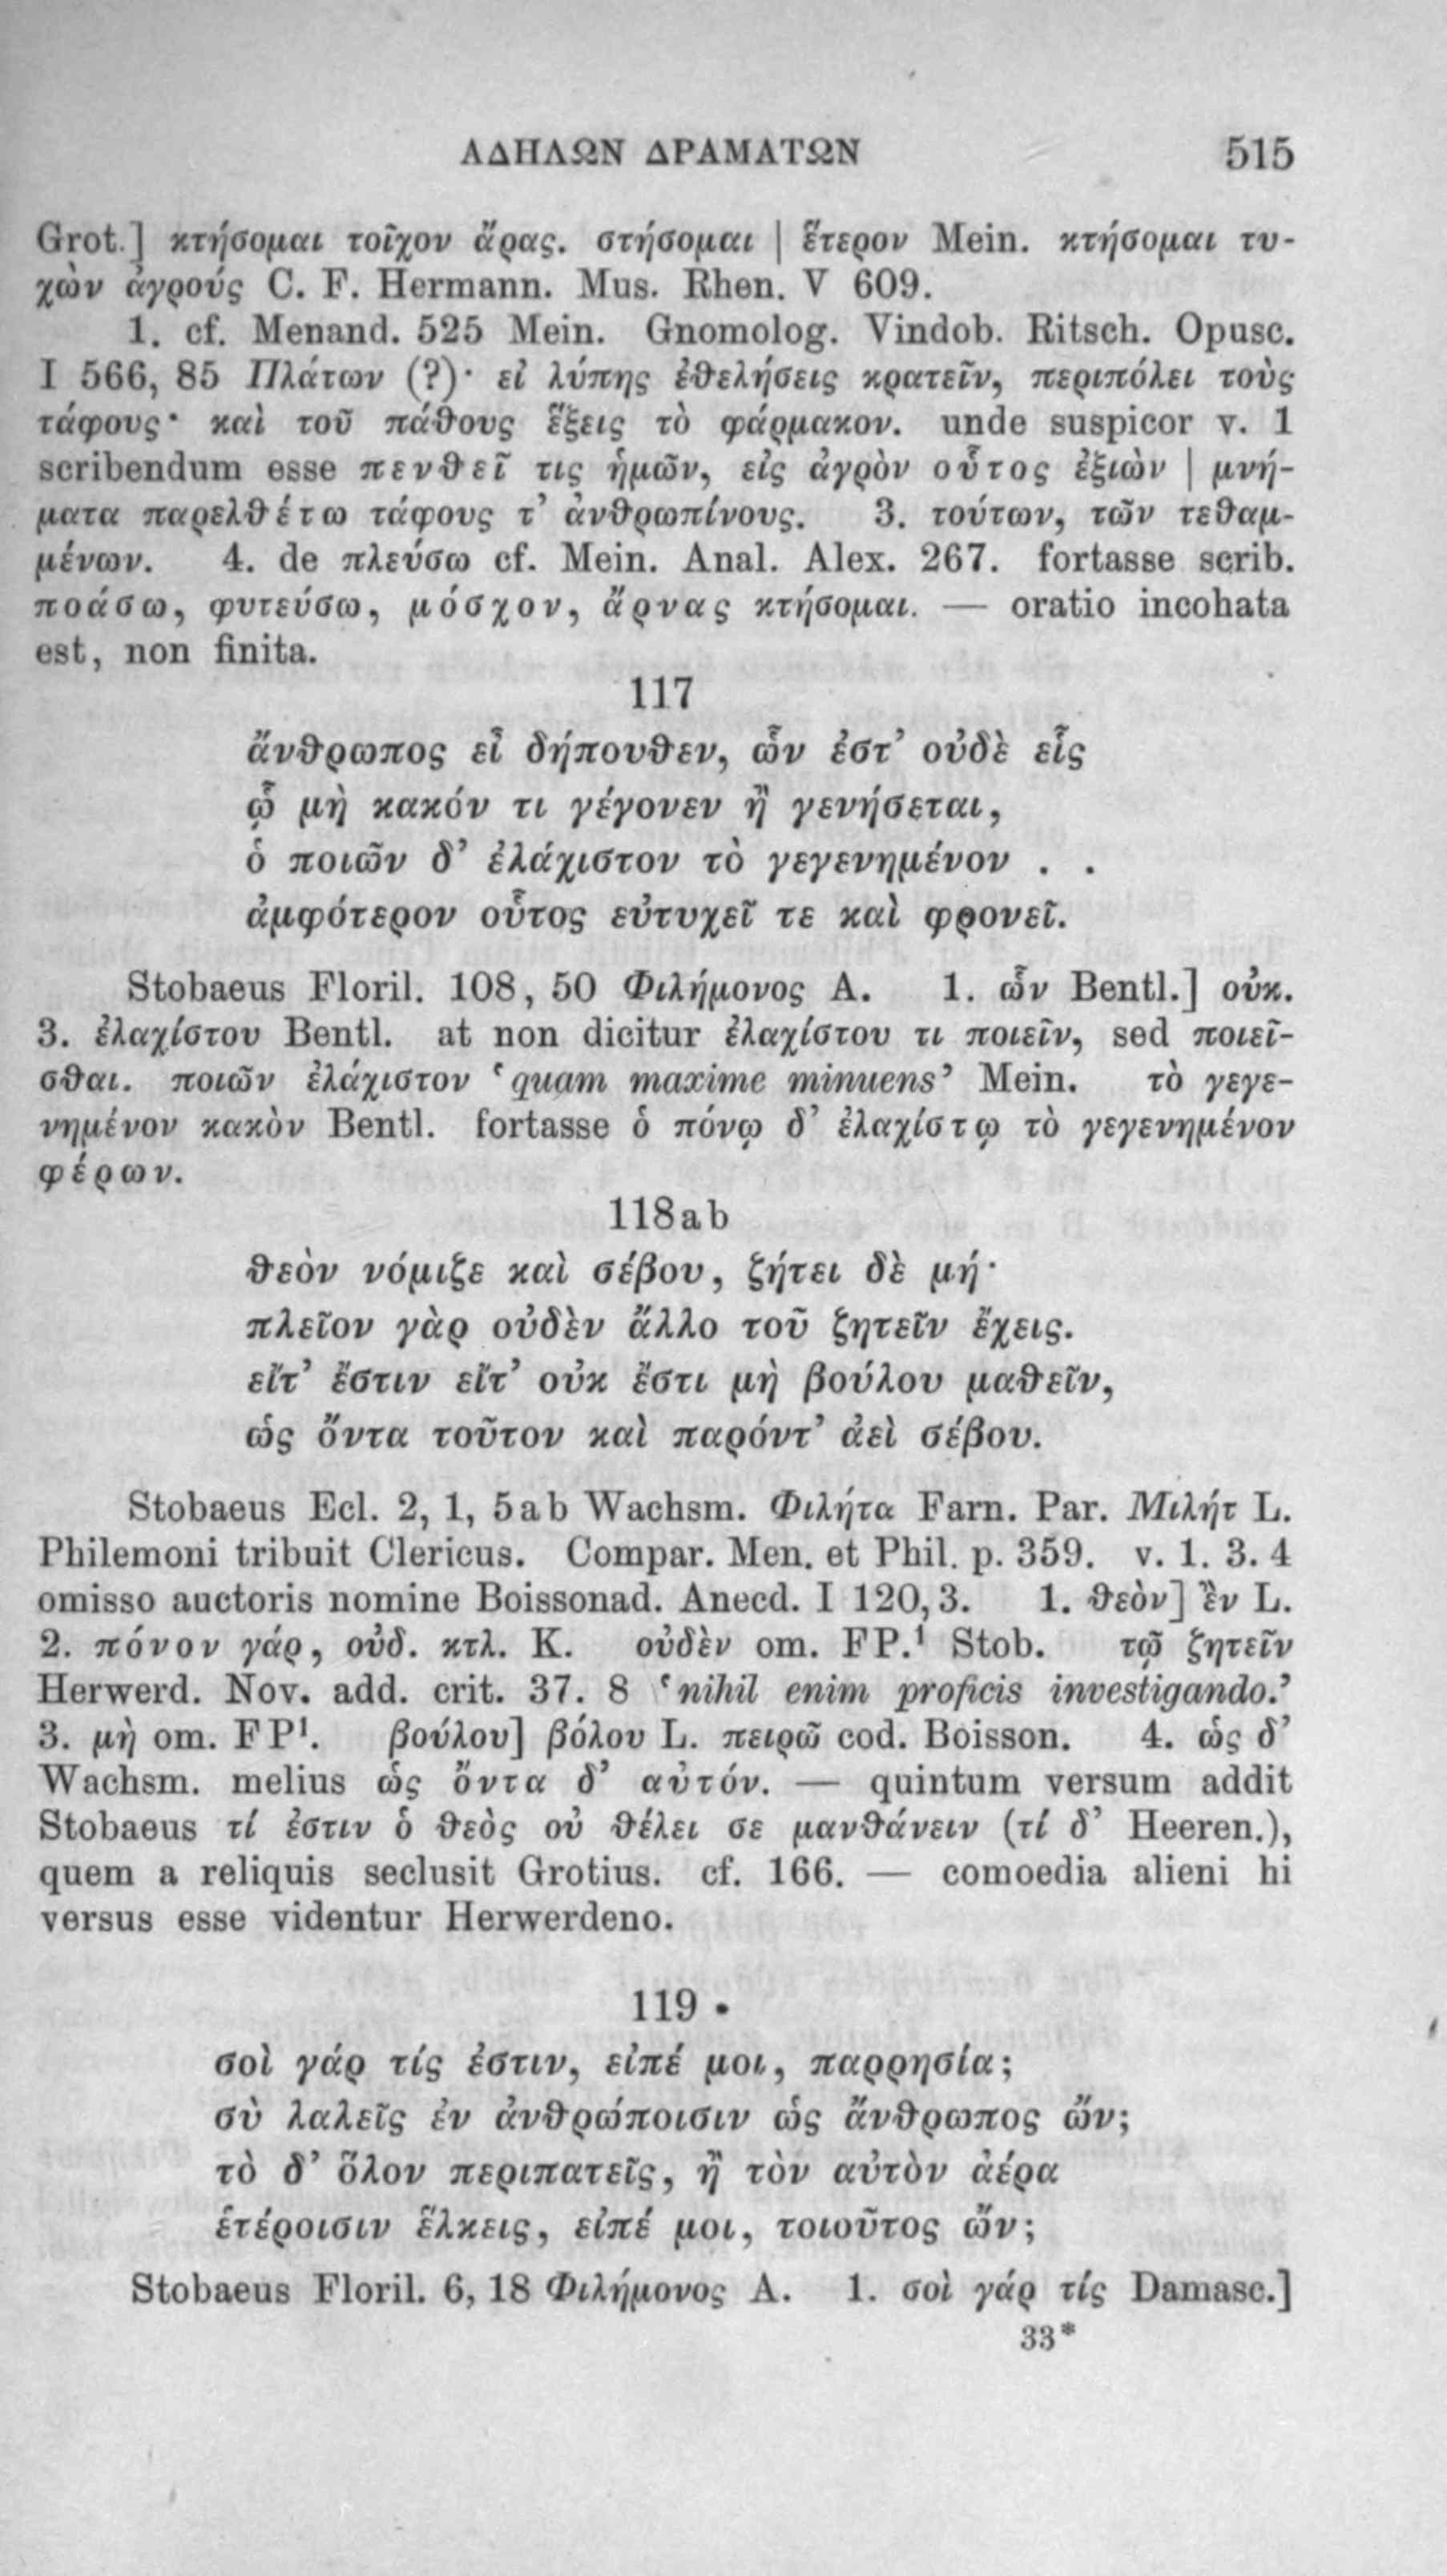 ΑΔΗΛΩΝ ΔΡΑΜΑΤΩΝ 515
Grot.] κτήσομαι τοῖχον ἄρας. στήσομαι | ἕτερον Mein. κτήσομαι τυ-
χὼν ἀγρούς C. F. Hermann. Mus. Rhen. V 609.
1. cf. Menand. 525 Mein. Gnomolog. Vindob. Ritsch. Opusc.
I 566, 85 Πλάτων (?)· εἰ λύπης ἐθελήσεις κρατεῖν, περιπόλει τοὺς
τάφους· καὶ τοῦ πάθους ἕξεις τὸ φάρμακον. unde suspicor v. 1
scribendum esse πενθεῖ τις ἡμῶν, εἰς ἀγρὸν οὗτος ἐξιὼν | μνή-
ματα παρελθέτω τάφους τ’ ἀνθρωπίνους. 3. τούτων, τῶν τεθαμ-
μένων. 4. de πλεύσω cf. Mein. Anal. Alex. 267. fortasse scrib.
ποάσω, φυτεύσω, μόσχον, ἄρνας κτήσομαι. — oratio incohata
est, non finita.
117
ἄνθρωπος εἶ δήπουθεν, ὧν ἐστ’ οὐδὲ εἷς
ᾧ μὴ κακόν τι γέγονεν ἢ γενήσεται,
ὁ ποιῶν δ’ ἐλάχιστον τὸ γεγενημένον . .
ἀμφότερον οὗτος εὐτυχεῖ τε καὶ φρονεῖ.
Stobaeus Floril. 108, 50 Φιλήμονος A. 1. ὧν Bentl.] οὐκ.
3. ἐλαχίστου Bentl. at non dicitur ἐλαχίστου τι ποιεῖν, sed ποιεῖ-
σθαι. ποιῶν ἐλάχιστον ‘quam maxime minuens’ Mein. τὸ γεγε-
νημένον κακὸν Bentl. fortasse ὁ πόνῳ δ’ ἐλαχίστῳ τὸ γεγενημένον
φέρων.
118ab
θεὸν νόμιζε καὶ σέβου, ζήτει δὲ μή·
πλεῖον γὰρ οὐδὲν ἄλλο τοῦ ζητεῖν ἔχεις.
εἴτ’ ἔστιν εἴτ’ οὐκ ἔστι μὴ βούλου μαθεῖν,
ὡς ὄντα τοῦτον καὶ παρόντ’ ἀεὶ σέβου.
Stobaeus Ecl. 2, 1, 5ab Wachsm. Φιλήτα Farn. Par. Μιλήτ L.
Philemoni tribuit Clericus. Compar. Men. et Phil. p. 359. v. 1. 3. 4
omisso auctoris nomine Boissonad. Anecd. I 120, 3. 1. θεὸν] ἓν L.
2. πόνον γάρ, οὐδ. κτλ. K. οὐδὲν om. FP.¹ Stob. τῷ ζητεῖν
Herwerd. Nov. add. crit. 37. 8 ‘nihil enim proficis investigando.’
3. μὴ om. FP¹. βούλου] βόλου L. πειρῶ cod. Boisson. 4. ὡς δ’
Wachsm. melius ὡς ὄντα δ’ αὐτόν. — quintum versum addit
Stobaeus τί ἐστιν ὁ θεὸς οὐ θέλει σε μανθάνειν (τί δ’ Heeren.),
quem a reliquis seclusit Grotius. cf. 166. — comoedia alieni hi
versus esse videntur Herwerdeno.
119 •
σοὶ γάρ τίς ἐστιν, εἰπέ μοι, παρρησία;
σὺ λαλεῖς ἐν ἀνθρώποισιν ὡς ἄνθρωπος ὤν;
τὸ δ’ ὅλον περιπατεῖς, ἢ τὸν αὐτὸν ἀέρα
ἑτέροισιν ἕλκεις, εἰπέ μοι, τοιοῦτος ὤν;
Stobaeus Floril. 6, 18 Φιλήμονος A. 1. σοὶ γάρ τίς Damasc.]
33*